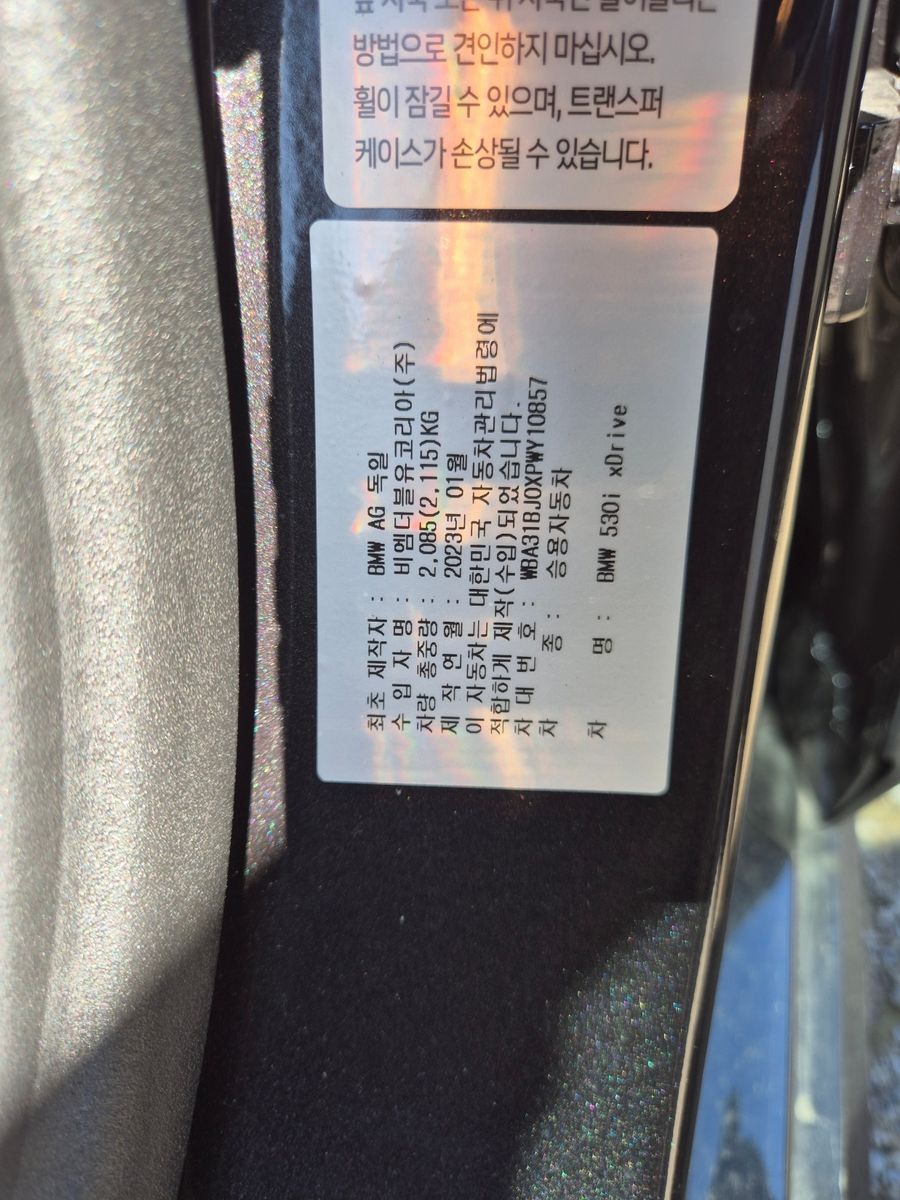 방법으로 견인하지 마십시오.
휠이 잠길 수 있으며, 트랜스퍼
케이스가 손상될 수 있습니다.
최초 제작자 : BMW AG 독일
수 입 자 명 : 비엠더블유코리아(주)
차량 총중량 : 2,085(2,115)KG
제 작 연 월 : 2023년 01월
이 자동차는 대한민국 자동차관리법령에
적합하게 제작(수입)되었습니다.
차 대 번 호 : WBA31BJ0XPWY10857
차 종 : 승용자동차
차 명 : BMW 530i xDrive